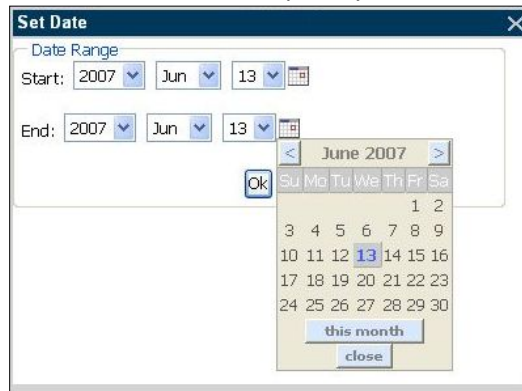 Set Date
Date Range
Start: 2007 Jun 13
End: 2007 Jun 13
Ok
< June 2007 >
Su Mo Tu We Th Fr Sa
1 2
3 4 5 6 7 8 9
10 11 12 13 14 15 16
17 18 19 20 21 22 23
24 25 26 27 28 29 30
this month
close